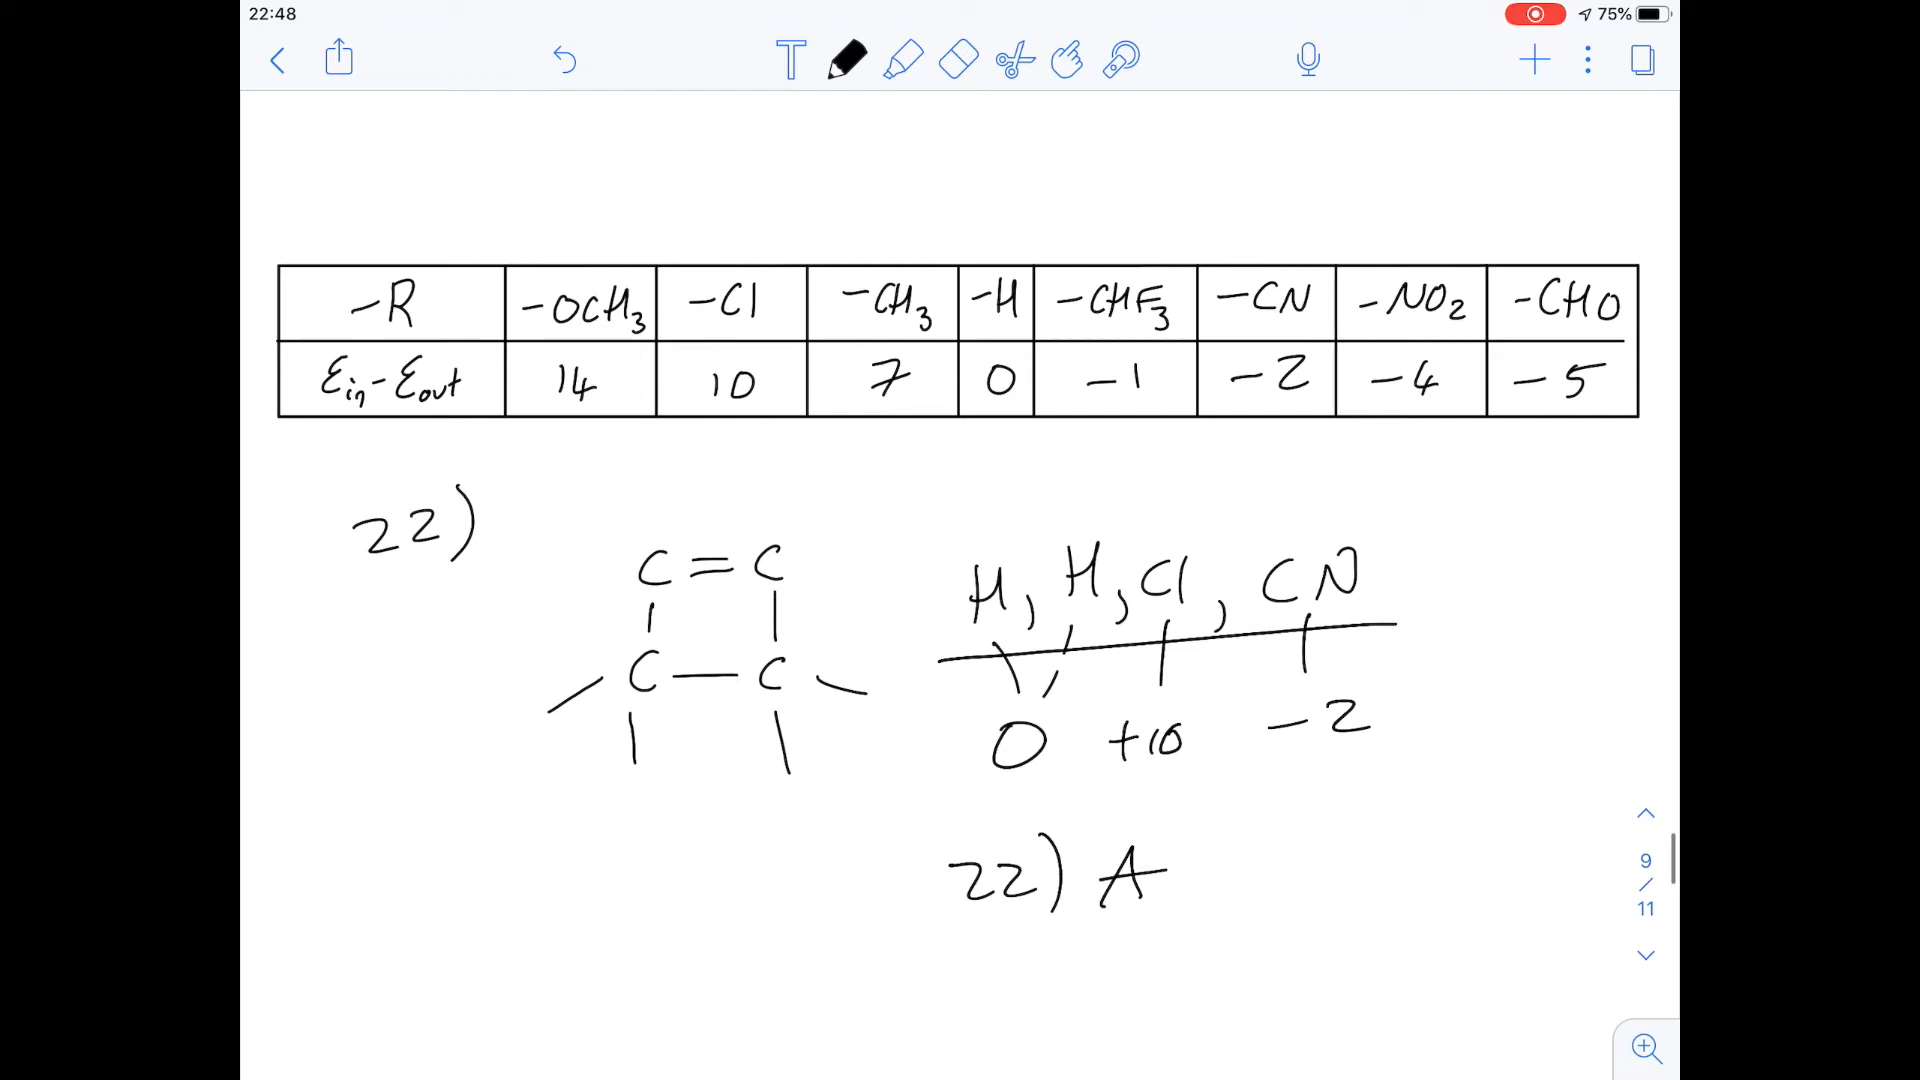 22:48 75%
-R -OCH3 -Cl -CH3 -H -CHF3 -CN -NO2 -CHO
Ein-Eout 14 10 7 0 -1 -2 -4 -5
22)
C=C H, H, Cl, CN
C-C
0 +10 -2
22) A
9
/
11